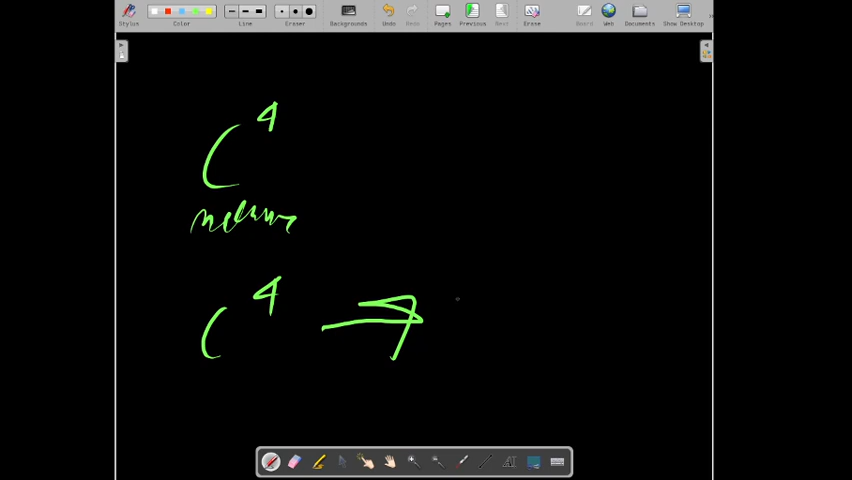 Stylus Color Line Eraser Backgrounds Undo Redo Pages Previous Next Erase Board Web Documents Show Desktop
C⁴
C⁴